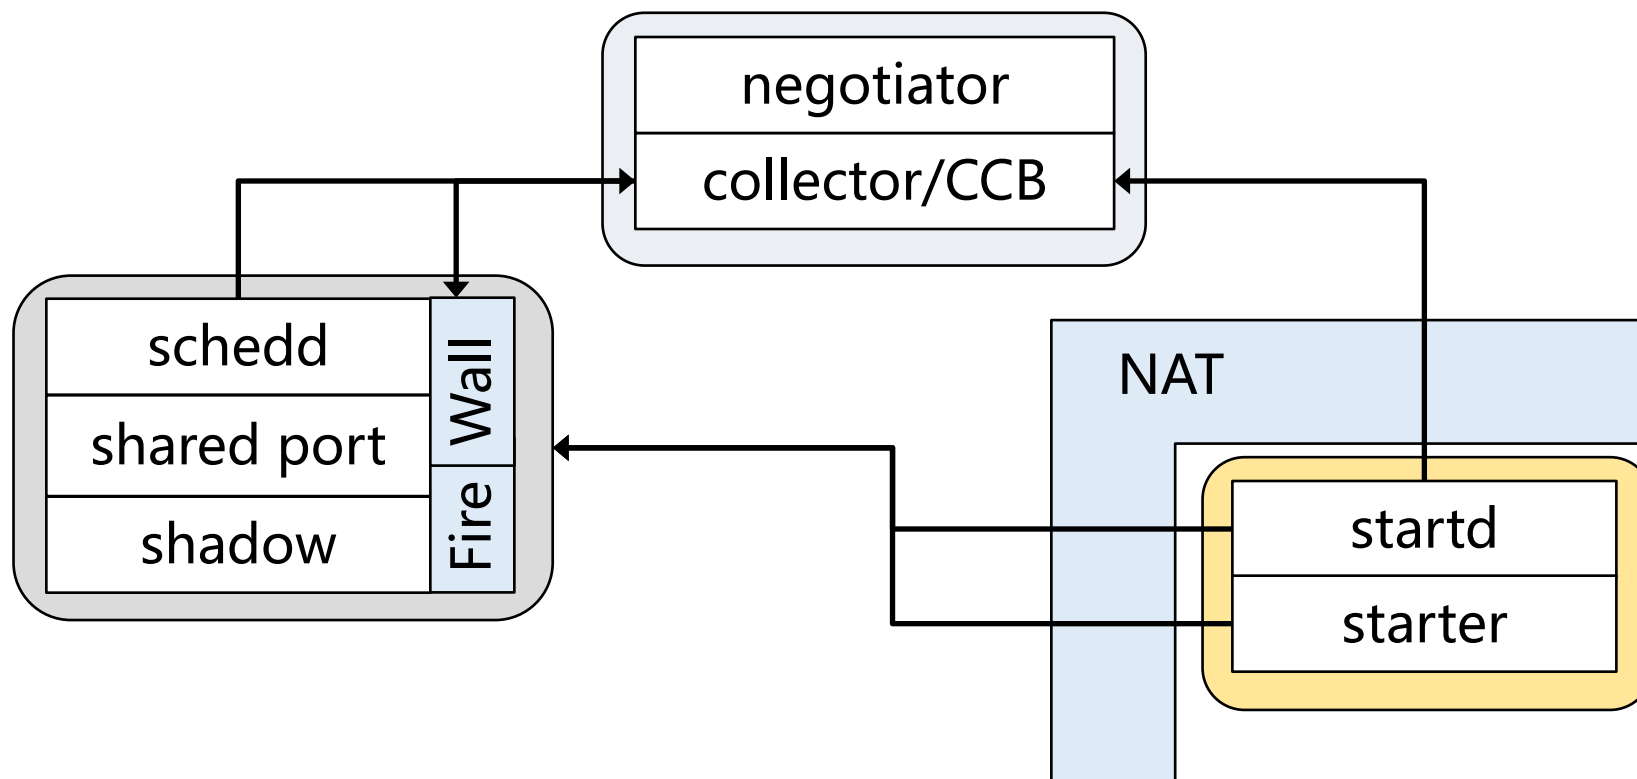 negotiator
collector/CCB
schedd
shared port
shadow
Fire Wall
NAT
startd
starter